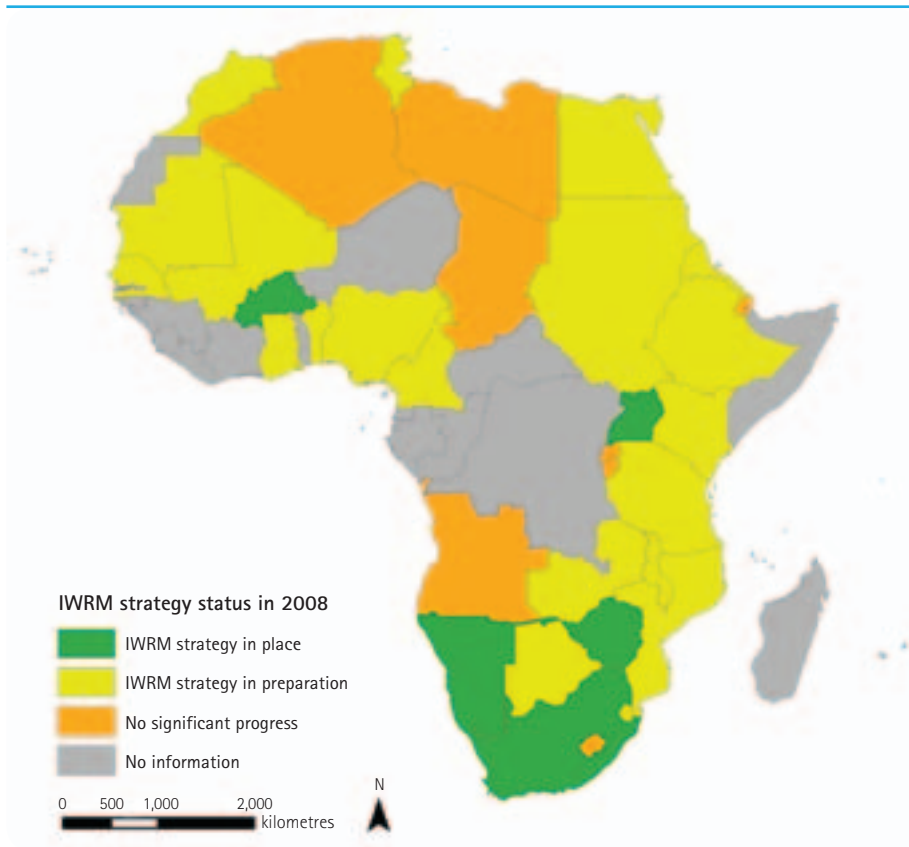 IWRM strategy status in 2008
IWRM strategy in place
IWRM strategy in preparation
No significant progress
No information
0 500 1,000 2,000
kilometres
N